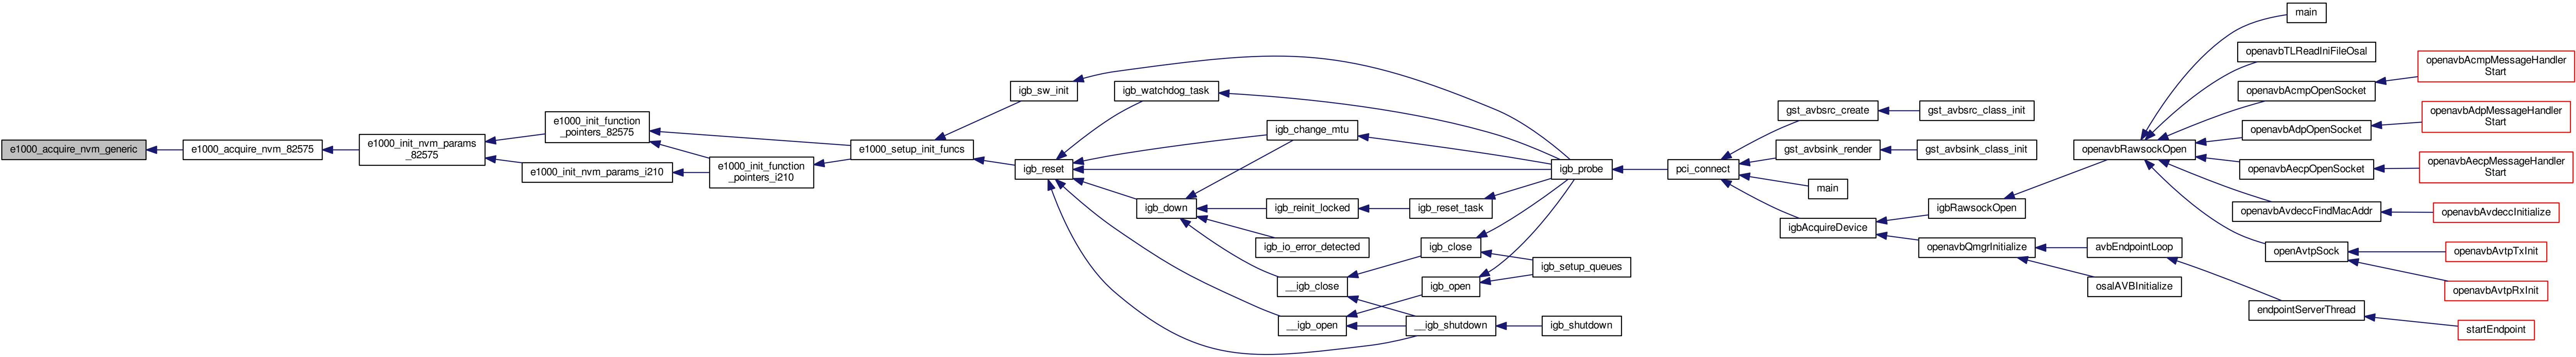 e1000_acquire_nvm_generic
e1000_acquire_nvm_82575
e1000_init_nvm_params
_82575
e1000_init_function
_pointers_82575
e1000_init_nvm_params_i210
e1000_init_function
_pointers_i210
e1000_setup_init_funcs
igb_sw_init
igb_reset
igb_watchdog_task
igb_change_mtu
igb_down
igb_reinit_locked
igb_reset_task
igb_io_error_detected
__igb_close
__igb_open
igb_close
igb_open
__igb_shutdown
igb_probe
igb_setup_queues
igb_shutdown
pci_connect
gst_avbsrc_create
gst_avbsrc_class_init
gst_avbsink_render
gst_avbsink_class_init
main
igbAcquireDevice
igbRawsockOpen
openavbQmgrInitialize
avbEndpointLoop
osalAVBInitialize
openavbRawsockOpen
main
openavbTLReadIniFileOsal
openavbAcmpOpenSocket
openavbAcmpMessageHandler
Start
openavbAdpOpenSocket
openavbAdpMessageHandler
Start
openavbAecpOpenSocket
openavbAecpMessageHandler
Start
openavbAvdeccFindMacAddr
openavbAvdeccInitialize
openAvtpSock
openavbAvtpTxInit
openavbAvtpRxInit
endpointServerThread
startEndpoint